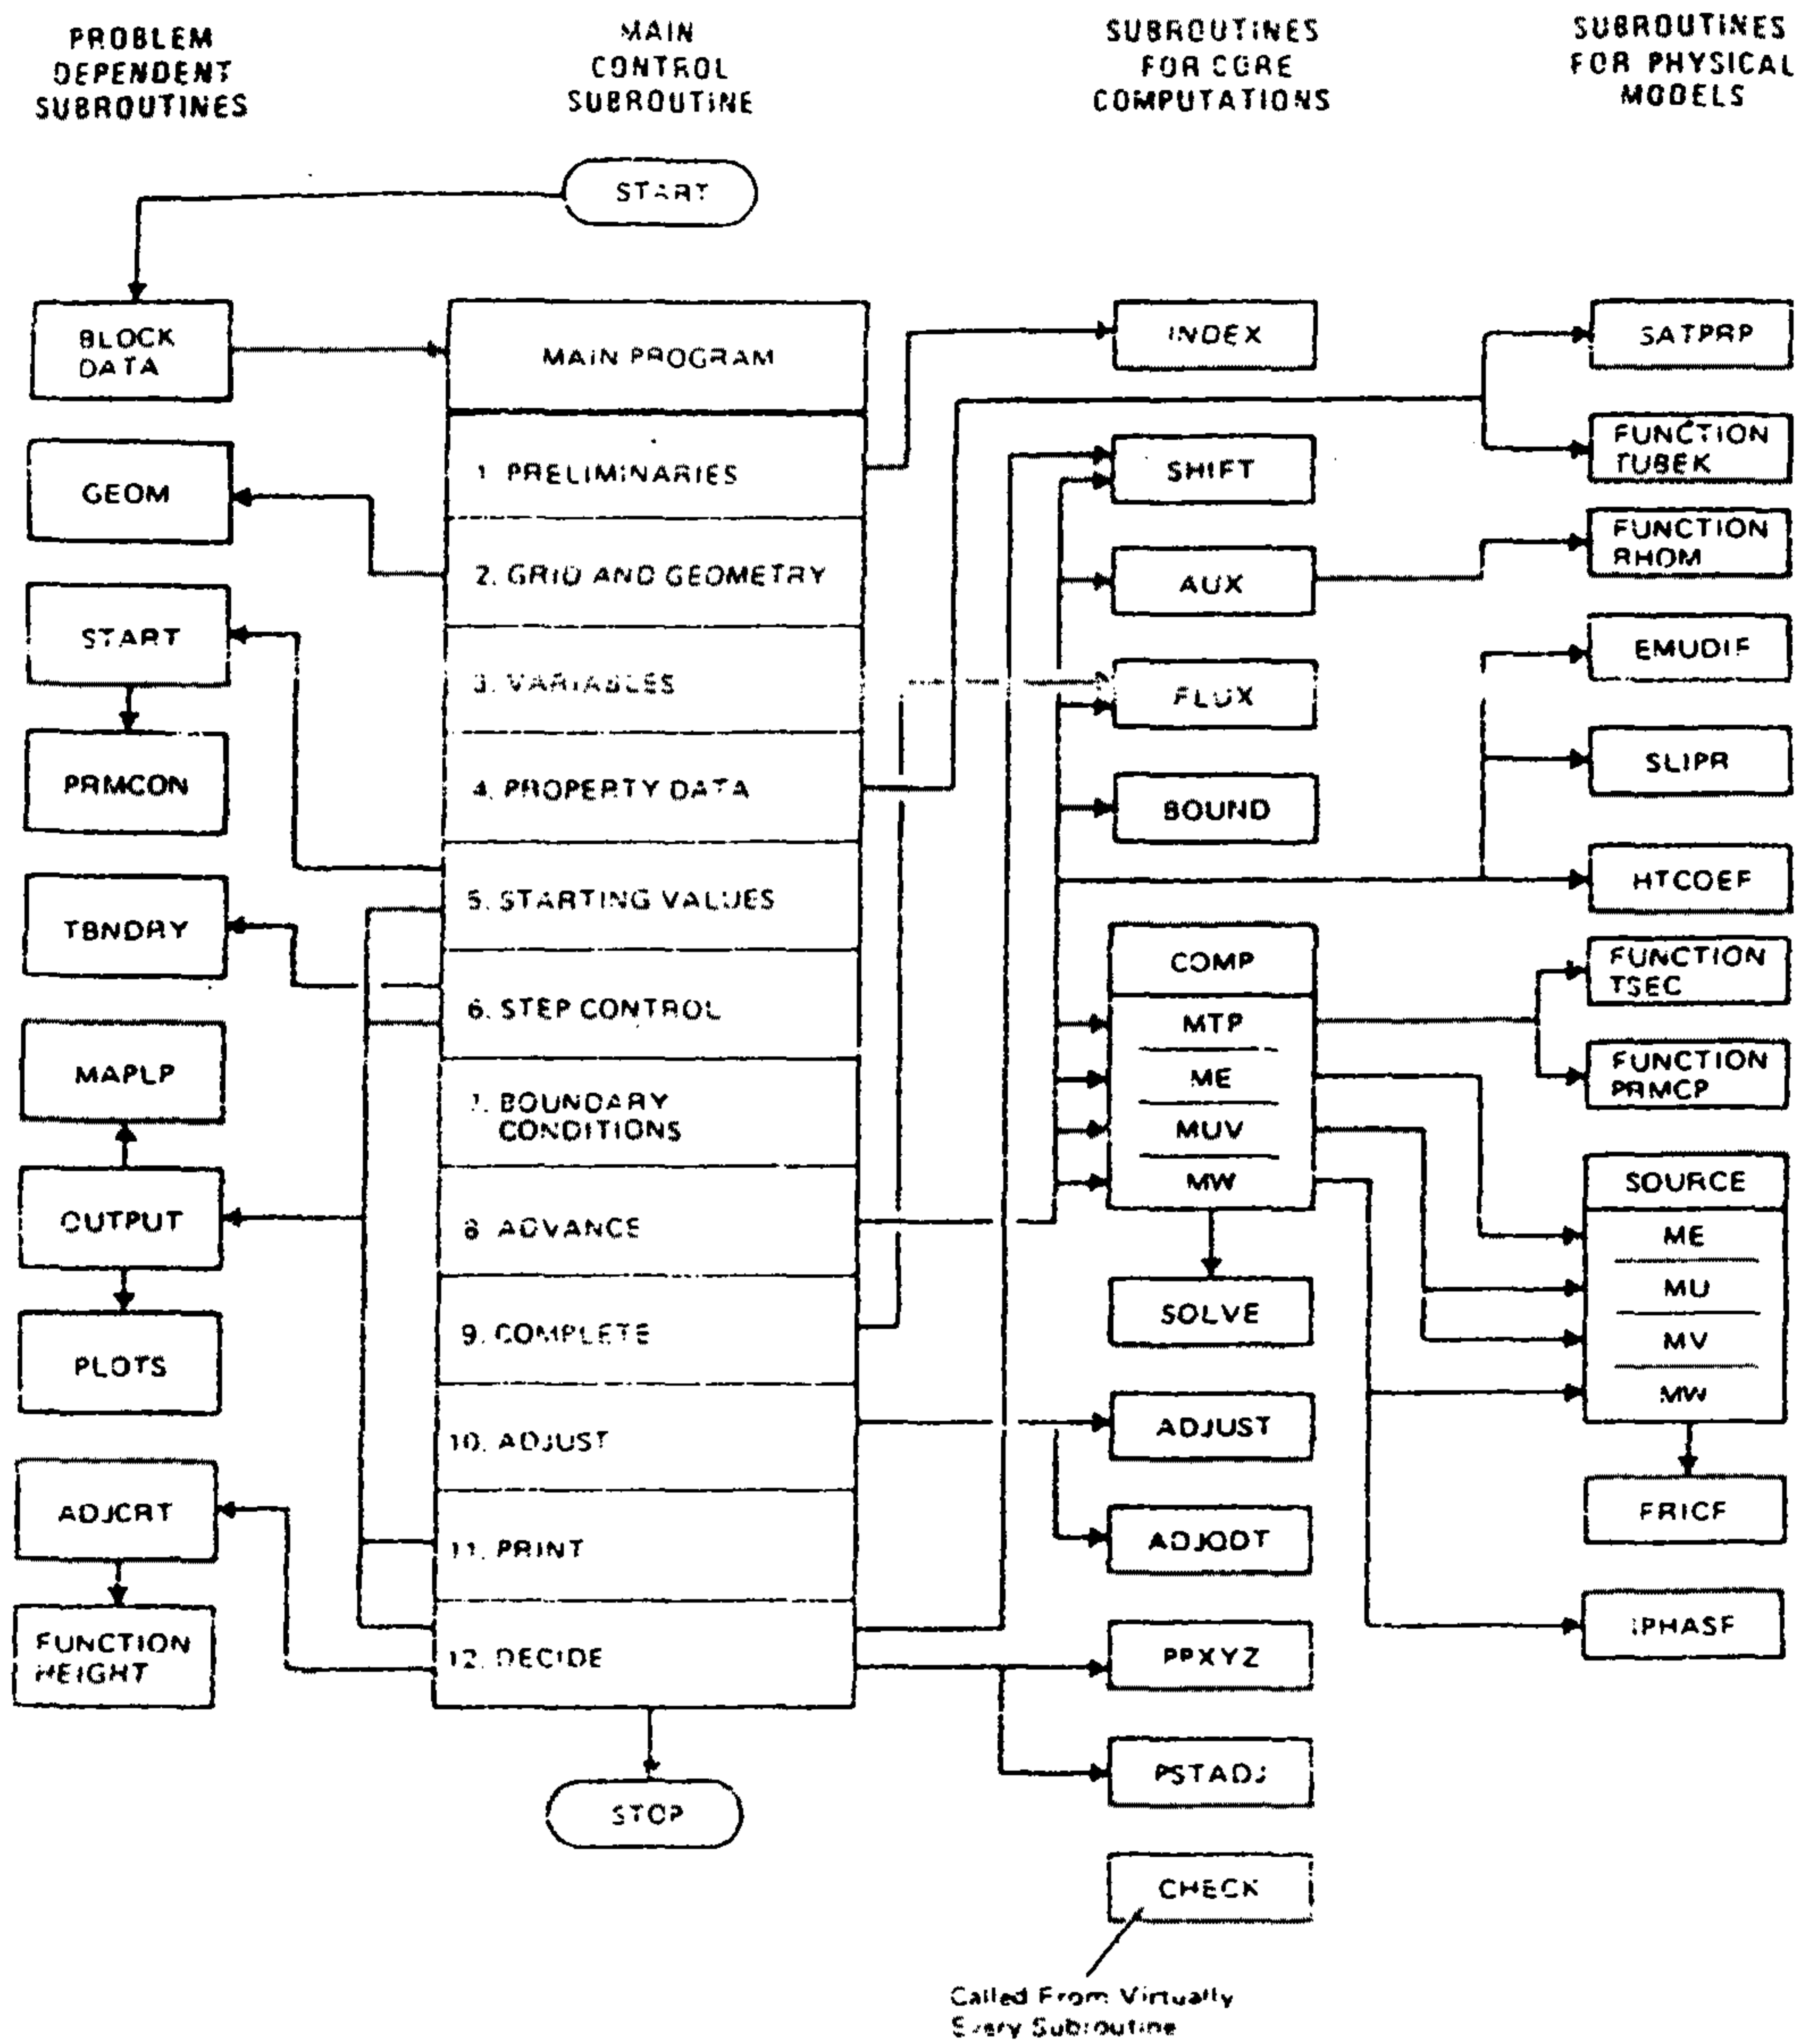 PROBLEM
DEPENDENT
SUBROUTINES
MAIN
CONTROL
SUBROUTINE
SUBROUTINES
FOR CORE
COMPUTATIONS
SUBROUTINES
FOR PHYSICAL
MODELS
START
BLOCK
DATA
GEOM
START
PRMCON
TBNDRY
MAPLP
OUTPUT
PLOTS
ADJCRT
FUNCTION
HEIGHT
MAIN PROGRAM
1. PRELIMINARIES
2. GRID AND GEOMETRY
3. VARIABLES
4. PROPERTY DATA
5. STARTING VALUES
6. STEP CONTROL
7. BOUNDARY
CONDITIONS
8. ADVANCE
9. COMPLETE
10. ADJUST
11. PRINT
12. DECIDE
STOP
INDEX
SHIFT
AUX
FLUX
BOUND
COMP
MTP
ME
MUV
MW
SOLVE
ADJUST
ADJQDT
PPXYZ
PSTADJ
CHECK
Called From Virtually
Every Subroutine
SATPRP
FUNCTION
TUBEK
FUNCTION
RHOM
EMUDIF
SLIPR
HTCOEF
FUNCTION
TSEC
FUNCTION
PRMCP
SOURCE
ME
MU
MV
MW
FRICF
IPHASF